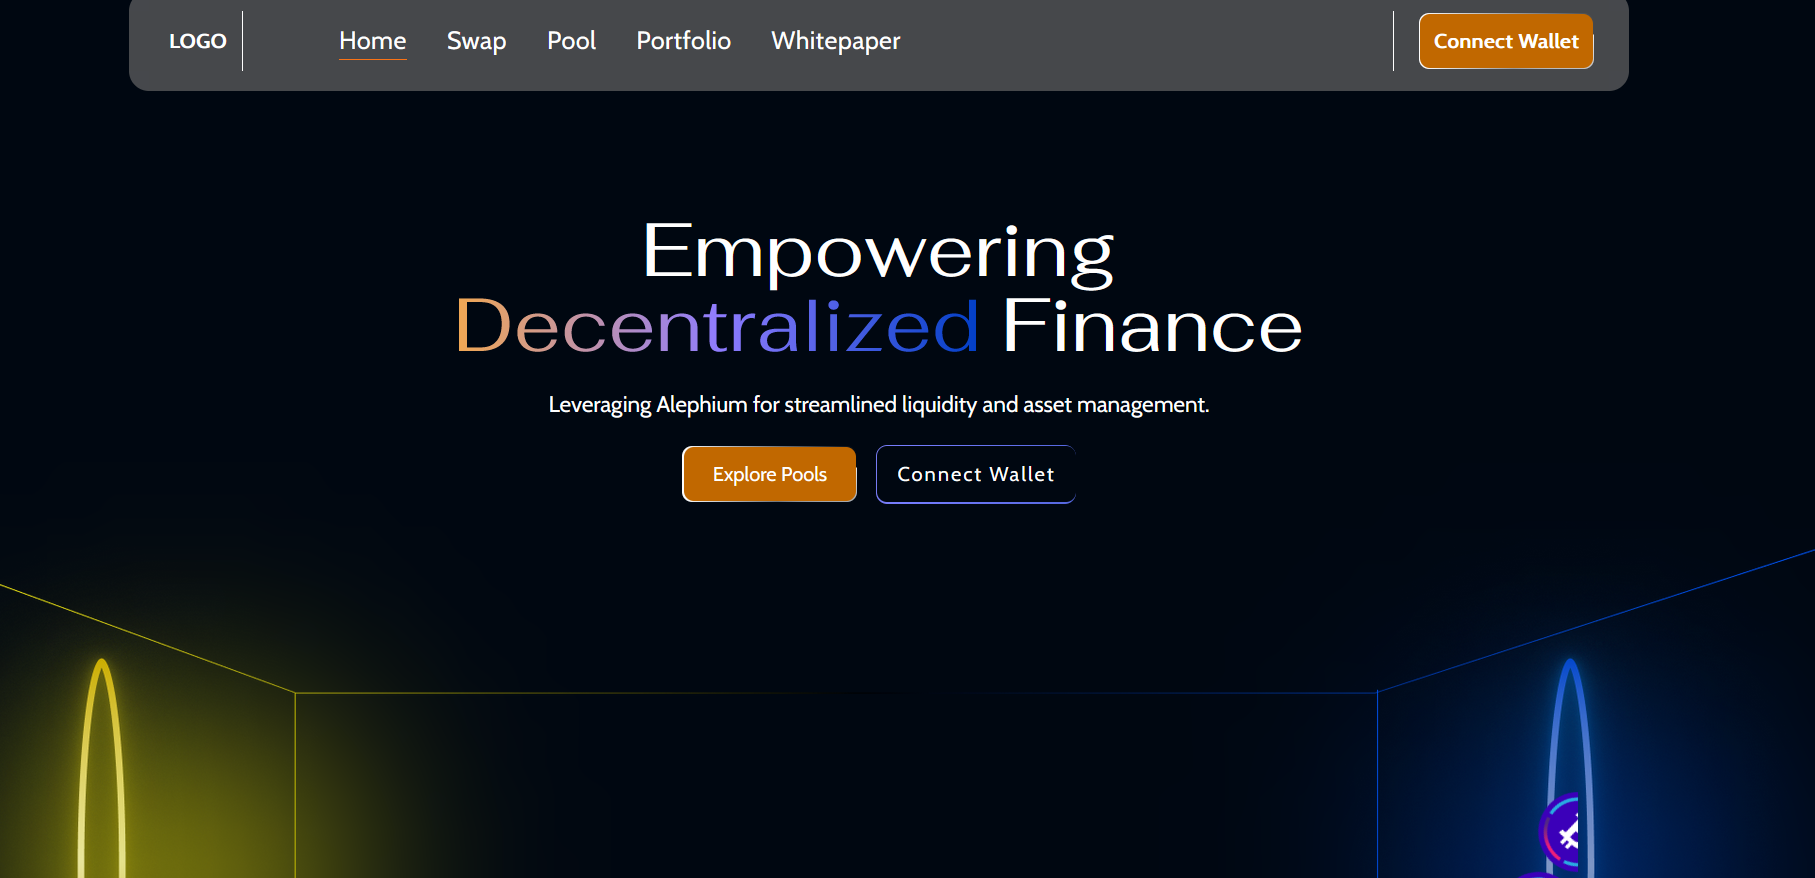 LOGO Home Swap Pool Portfolio Whitepaper Connect Wallet
Empowering
Decentralized Finance
Leveraging Alephium for streamlined liquidity and asset management.
Explore Pools Connect Wallet